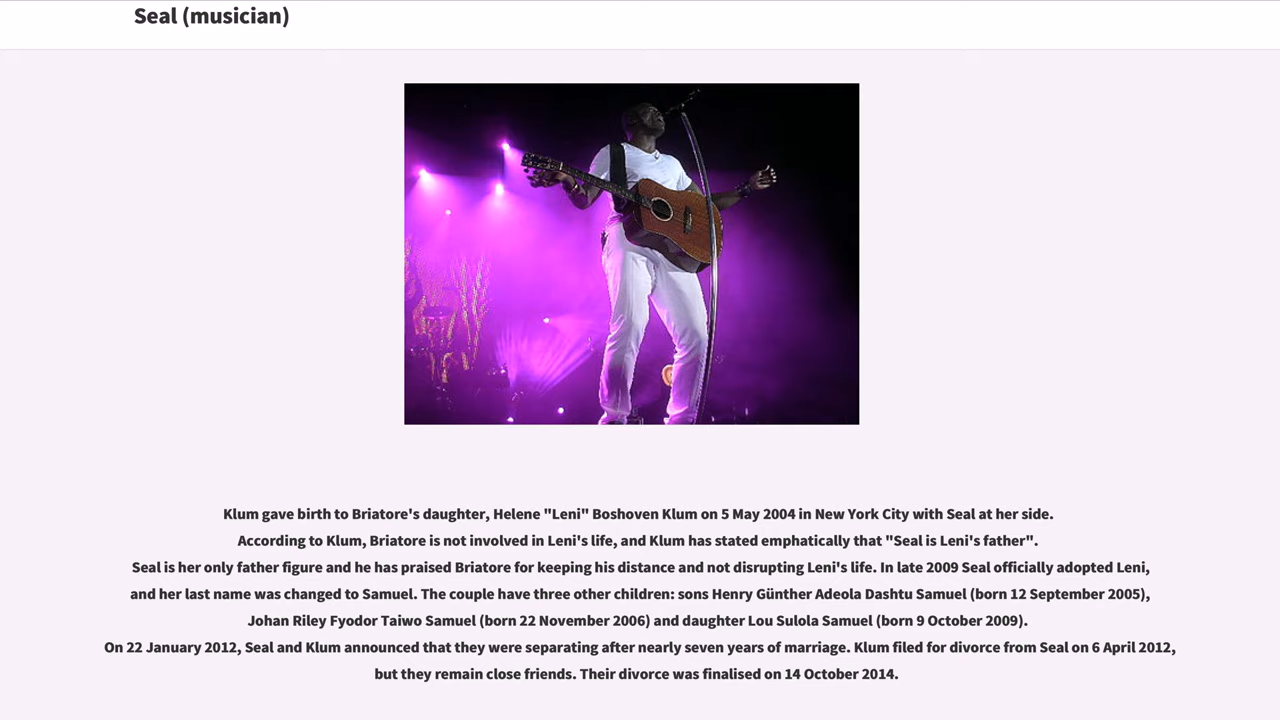 Seal (musician)
Klum gave birth to Briatore's daughter, Helene "Leni" Boshoven Klum on 5 May 2004 in New York City with Seal at her side.
According to Klum, Briatore is not involved in Leni's life, and Klum has stated emphatically that "Seal is Leni's father".
Seal is her only father figure and he has praised Briatore for keeping his distance and not disrupting Leni's life. In late 2009 Seal officially adopted Leni,
and her last name was changed to Samuel. The couple have three other children: sons Henry Günther Adeola Dashtu Samuel (born 12 September 2005),
Johan Riley Fyodor Taiwo Samuel (born 22 November 2006) and daughter Lou Sulola Samuel (born 9 October 2009).
On 22 January 2012, Seal and Klum announced that they were separating after nearly seven years of marriage. Klum filed for divorce from Seal on 6 April 2012,
but they remain close friends. Their divorce was finalised on 14 October 2014.